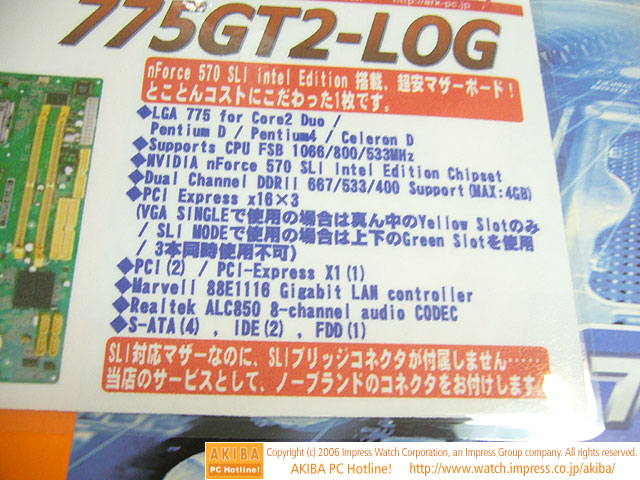 http://ark-pc.jp/
775GT2-LOG
nForce 570 SLI intel Edition 搭載、超安マザーボード！
とことんコストにこだわった1枚です。
◆LGA 775 for Core2 Duo /
Pentium D / Pentium4 / Celeron D
◆Supports CPU FSB 1066/800/533MHz
◆NVIDIA nForce 570 SLI Intel Edition Chipset
◆Dual Channel DDRII 667/533/400 Support(MAX:4GB)
◆PCI Express x16×3
(VGA SINGLEで使用の場合は真ん中のYellow Slotのみ
/ SLI MODEで使用の場合は上下のGreen Slotを使用
/ 3本同時使用不可)
◆PCI(2) / PCI-Express X1(1)
◆Marvell 88E1116 Gigabit LAN controller
◆Realtek ALC850 8-channel audio CODEC
◆S-ATA(4) , IDE(2) , FDD(1)
SLI対応マザーなのに、SLIブリッジコネクタが付属しません……
当店のサービスとして、ノーブランドのコネクタをお付けします
7
AKIBA
PC Hotline!
Copyright (c) 2006 Impress Watch Corporation, an Impress Group company. All rights reserved.
AKIBA PC Hotline! http://www.watch.impress.co.jp/akiba/